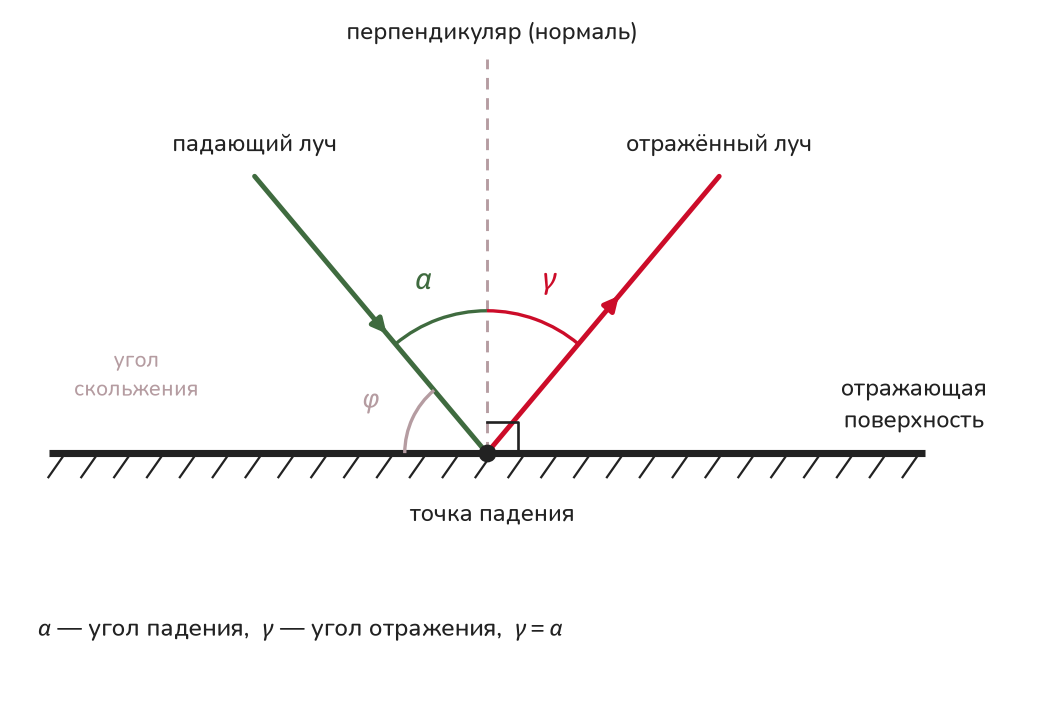 перпендикуляр (нормаль)
падающий луч
отражённый луч
α
γ
угол
скольжения
φ
отражающая
поверхность
точка падения
α — угол падения, γ — угол отражения, γ = α